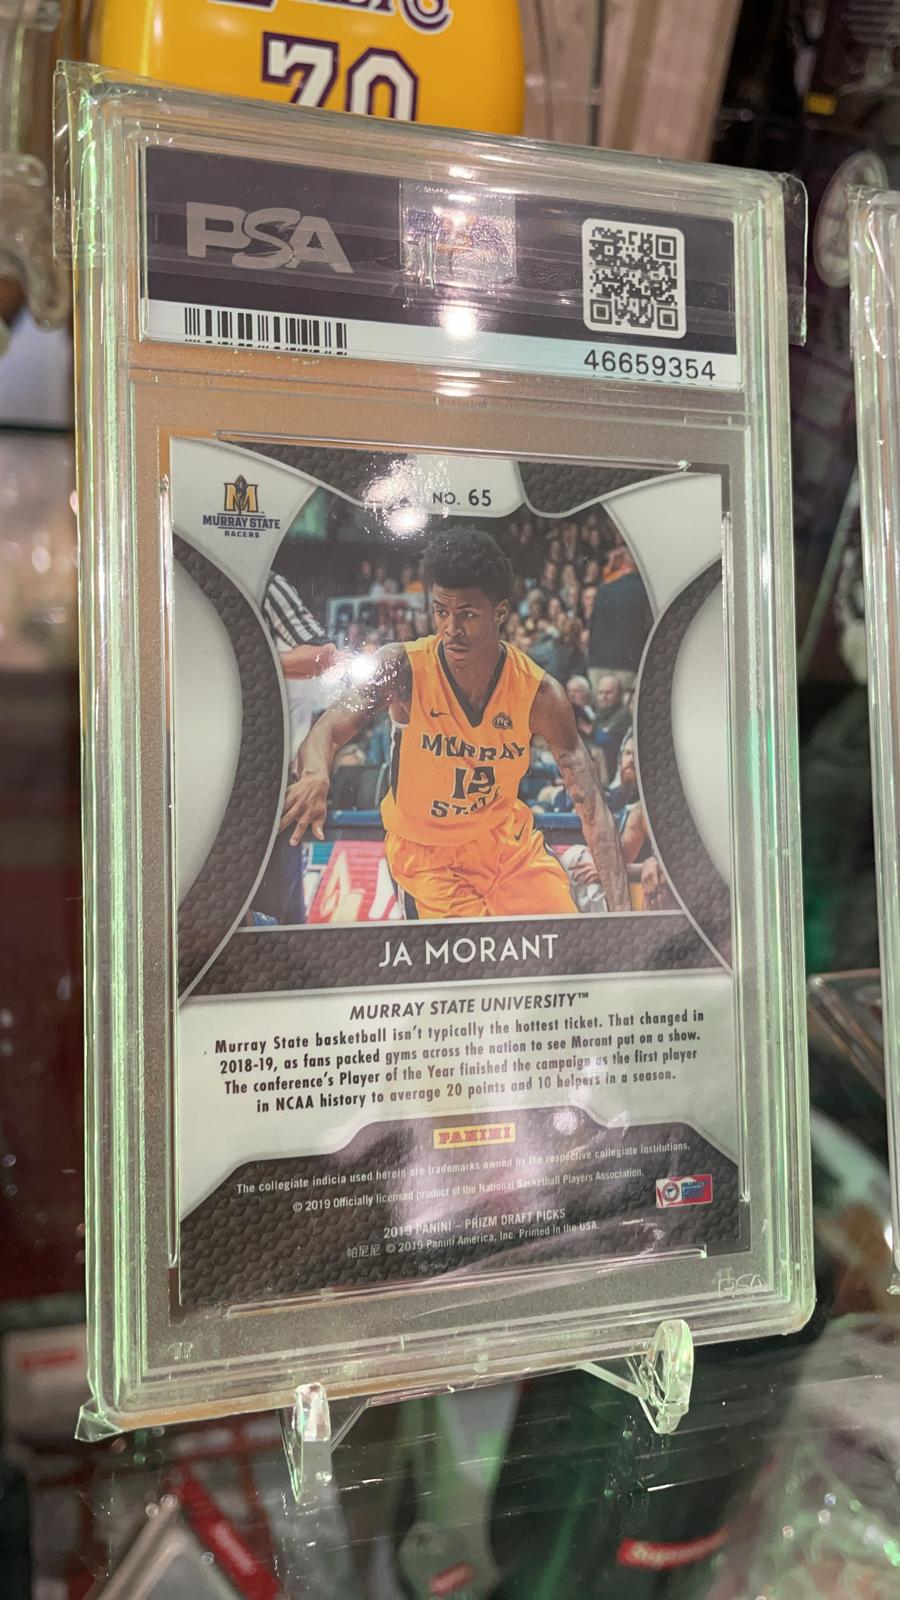 70
PSA
46659354
NO. 65
M
MURRAY STATE
RACERS
MURRAY
12
STATE
JA MORANT
MURRAY STATE UNIVERSITY™
Murray State basketball isn't typically the hottest ticket. That changed in
2018-19, as fans packed gyms across the nation to see Morant put on a show.
The conference's Player of the Year finished the campaign as the first player
in NCAA history to average 20 points and 10 helpers in a season.
PANINI
The collegiate indicia used herein are trademarks owned by the respective collegiate institutions.
© 2019 Officially licensed product of the National Basketball Players Association.
2019 PANINI – PRIZM DRAFT PICKS
帕尼尼 © 2019 Panini America, Inc. Printed in the USA.
PSA
Supreme